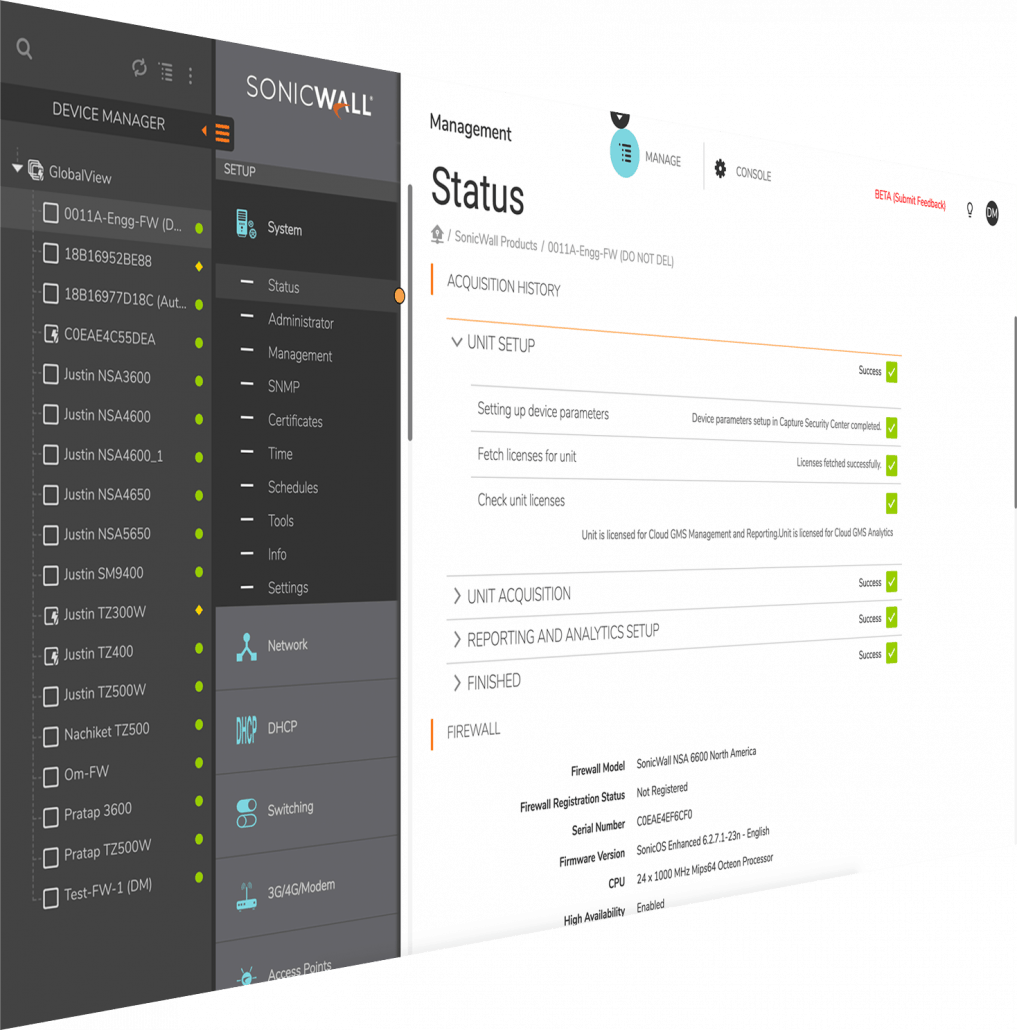 DEVICE MANAGER
GlobalView
0011A-Engg-FW (D...
18B16952BE88
18B16977D18C (Aut...
C0EAE4C55DEA
Justin NSA3600
Justin NSA4600
Justin NSA4600_1
Justin NSA4650
Justin NSA5650
Justin SM9400
Justin TZ300W
Justin TZ400
Justin TZ500W
Nachiket TZ500
Om-FW
Pratap 3600
Pratap TZ500W
Test-FW-1 (DM)
SONICWALL
SETUP
System
Status
Administrator
Management
SNMP
Certificates
Time
Schedules
Tools
Info
Settings
Network
DHCP DHCP
Switching
3G/4G/Modem
Access Points
Management
MANAGE
CONSOLE
BETA (Submit Feedback)
DM
Status
/ SonicWall Products / 0011A-Engg-FW (DO NOT DEL)
ACQUISITION HISTORY
UNIT SETUP
Success
Setting up device parameters Device parameters setup in Capture Security Center completed.
Fetch licenses for unit Licenses fetched successfully.
Check unit licenses
Unit is licensed for Cloud GMS Management and Reporting.Unit is licensed for Cloud GMS Analytics
UNIT ACQUISITION Success
REPORTING AND ANALYTICS SETUP Success
FINISHED Success
FIREWALL
Firewall Model SonicWall NSA 6600 North America
Firewall Registration Status Not Registered
Serial Number C0EAE4EF6CF0
Firmware Version SonicOS Enhanced 6.2.7.1-23n - English
CPU 24 x 1000 MHz Mips64 Octeon Processor
High Availability Enabled